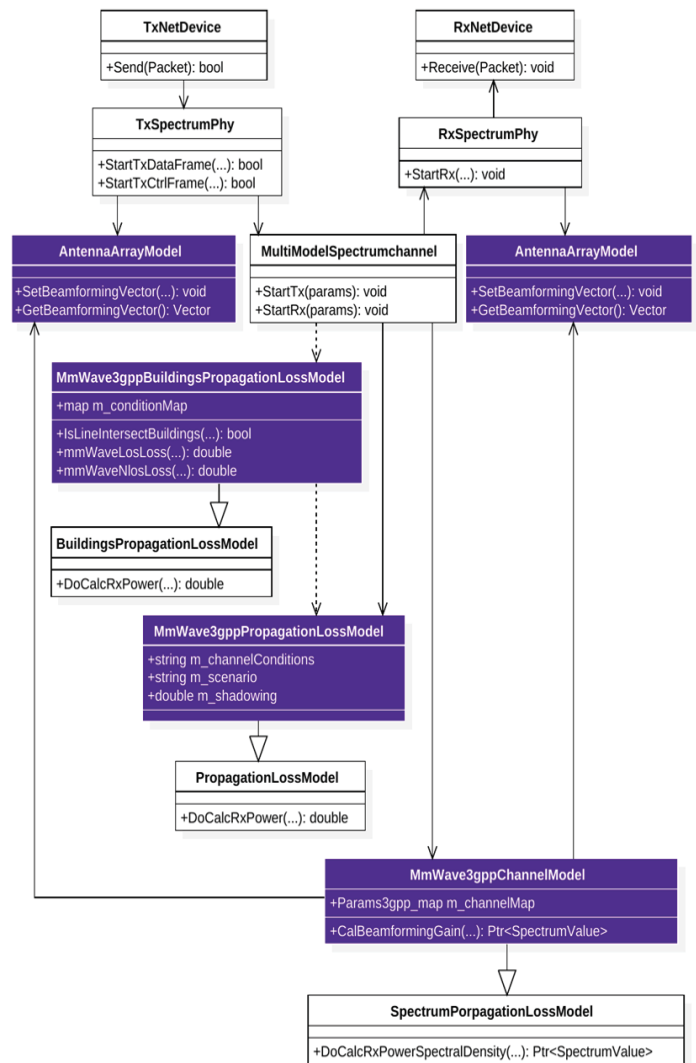 TxNetDevice
+Send(Packet): bool
RxNetDevice
+Receive(Packet): void
TxSpectrumPhy
+StartTxDataFrame(...): bool
+StartTxCtrlFrame(...): bool
RxSpectrumPhy
+StartRx(...): void
AntennaArrayModel
+SetBeamformingVector(...): void
+GetBeamformingVector(): Vector
MultiModelSpectrumchannel
+StartTx(params): void
+StartRx(params): void
AntennaArrayModel
+SetBeamformingVector(...): void
+GetBeamformingVector(): Vector
MmWave3gppBuildingsPropagationLossModel
+map m_conditionMap
+IsLineIntersectBuildings(...): bool
+mmWaveLosLoss(...): double
+mmWaveNlosLoss(...): double
BuildingsPropagationLossModel
+DoCalcRxPower(...): double
MmWave3gppPropagationLossModel
+string m_channelConditions
+string m_scenario
+double m_shadowing
PropagationLossModel
+DoCalcRxPower(...): double
MmWave3gppChannelModel
+Params3gpp_map m_channelMap
+CalBeamformingGain(...): Ptr<SpectrumValue>
SpectrumPorpagationLossModel
+DoCalcRxPowerSpectralDensity(...): Ptr<SpectrumValue>